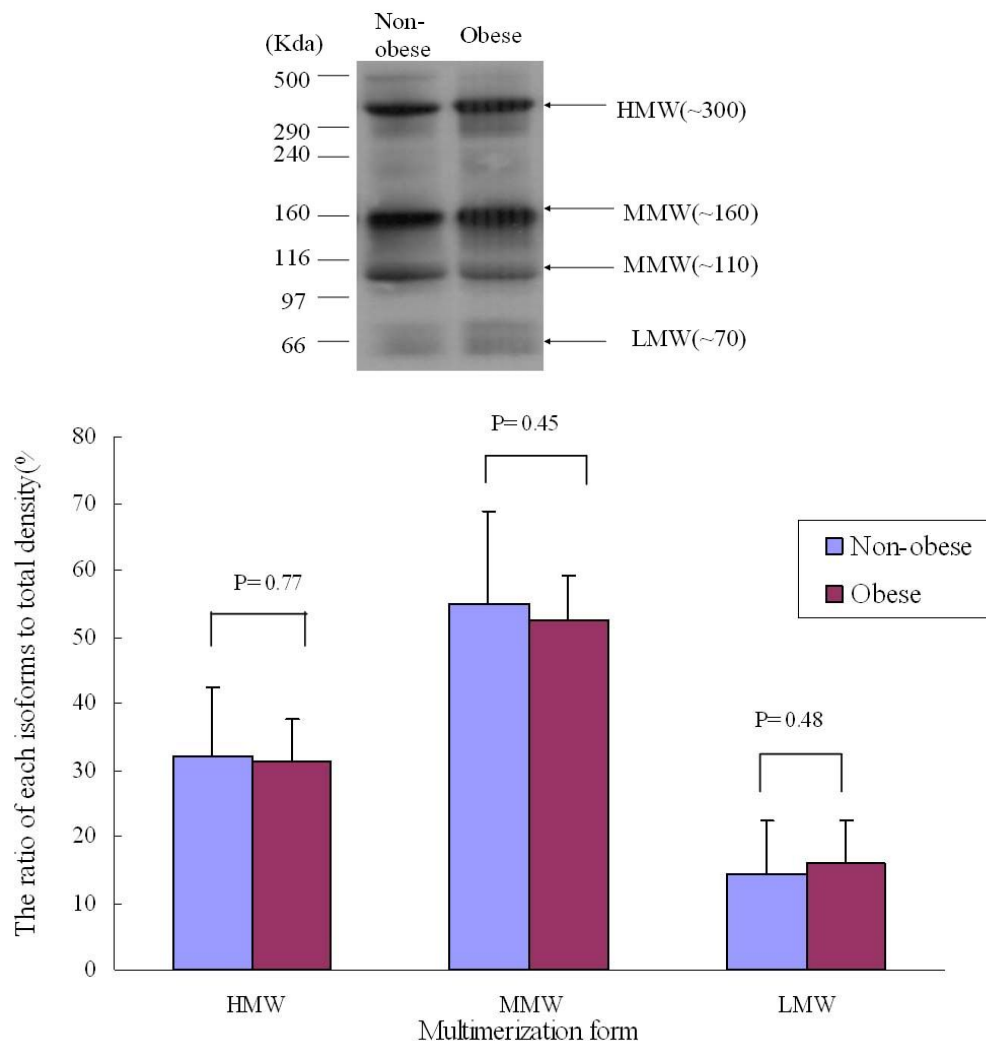 (Kda)
Non-
obese
Obese
500
290
240
160
116
97
66
HMW(~300)
MMW(~160)
MMW(~110)
LMW(~70)
The ratio of each isoforms to total density(%
80
70
60
50
40
30
20
10
0
P= 0.77
P= 0.45
P= 0.48
Non-obese
Obese
HMW
MMW
LMW
Multimerization form